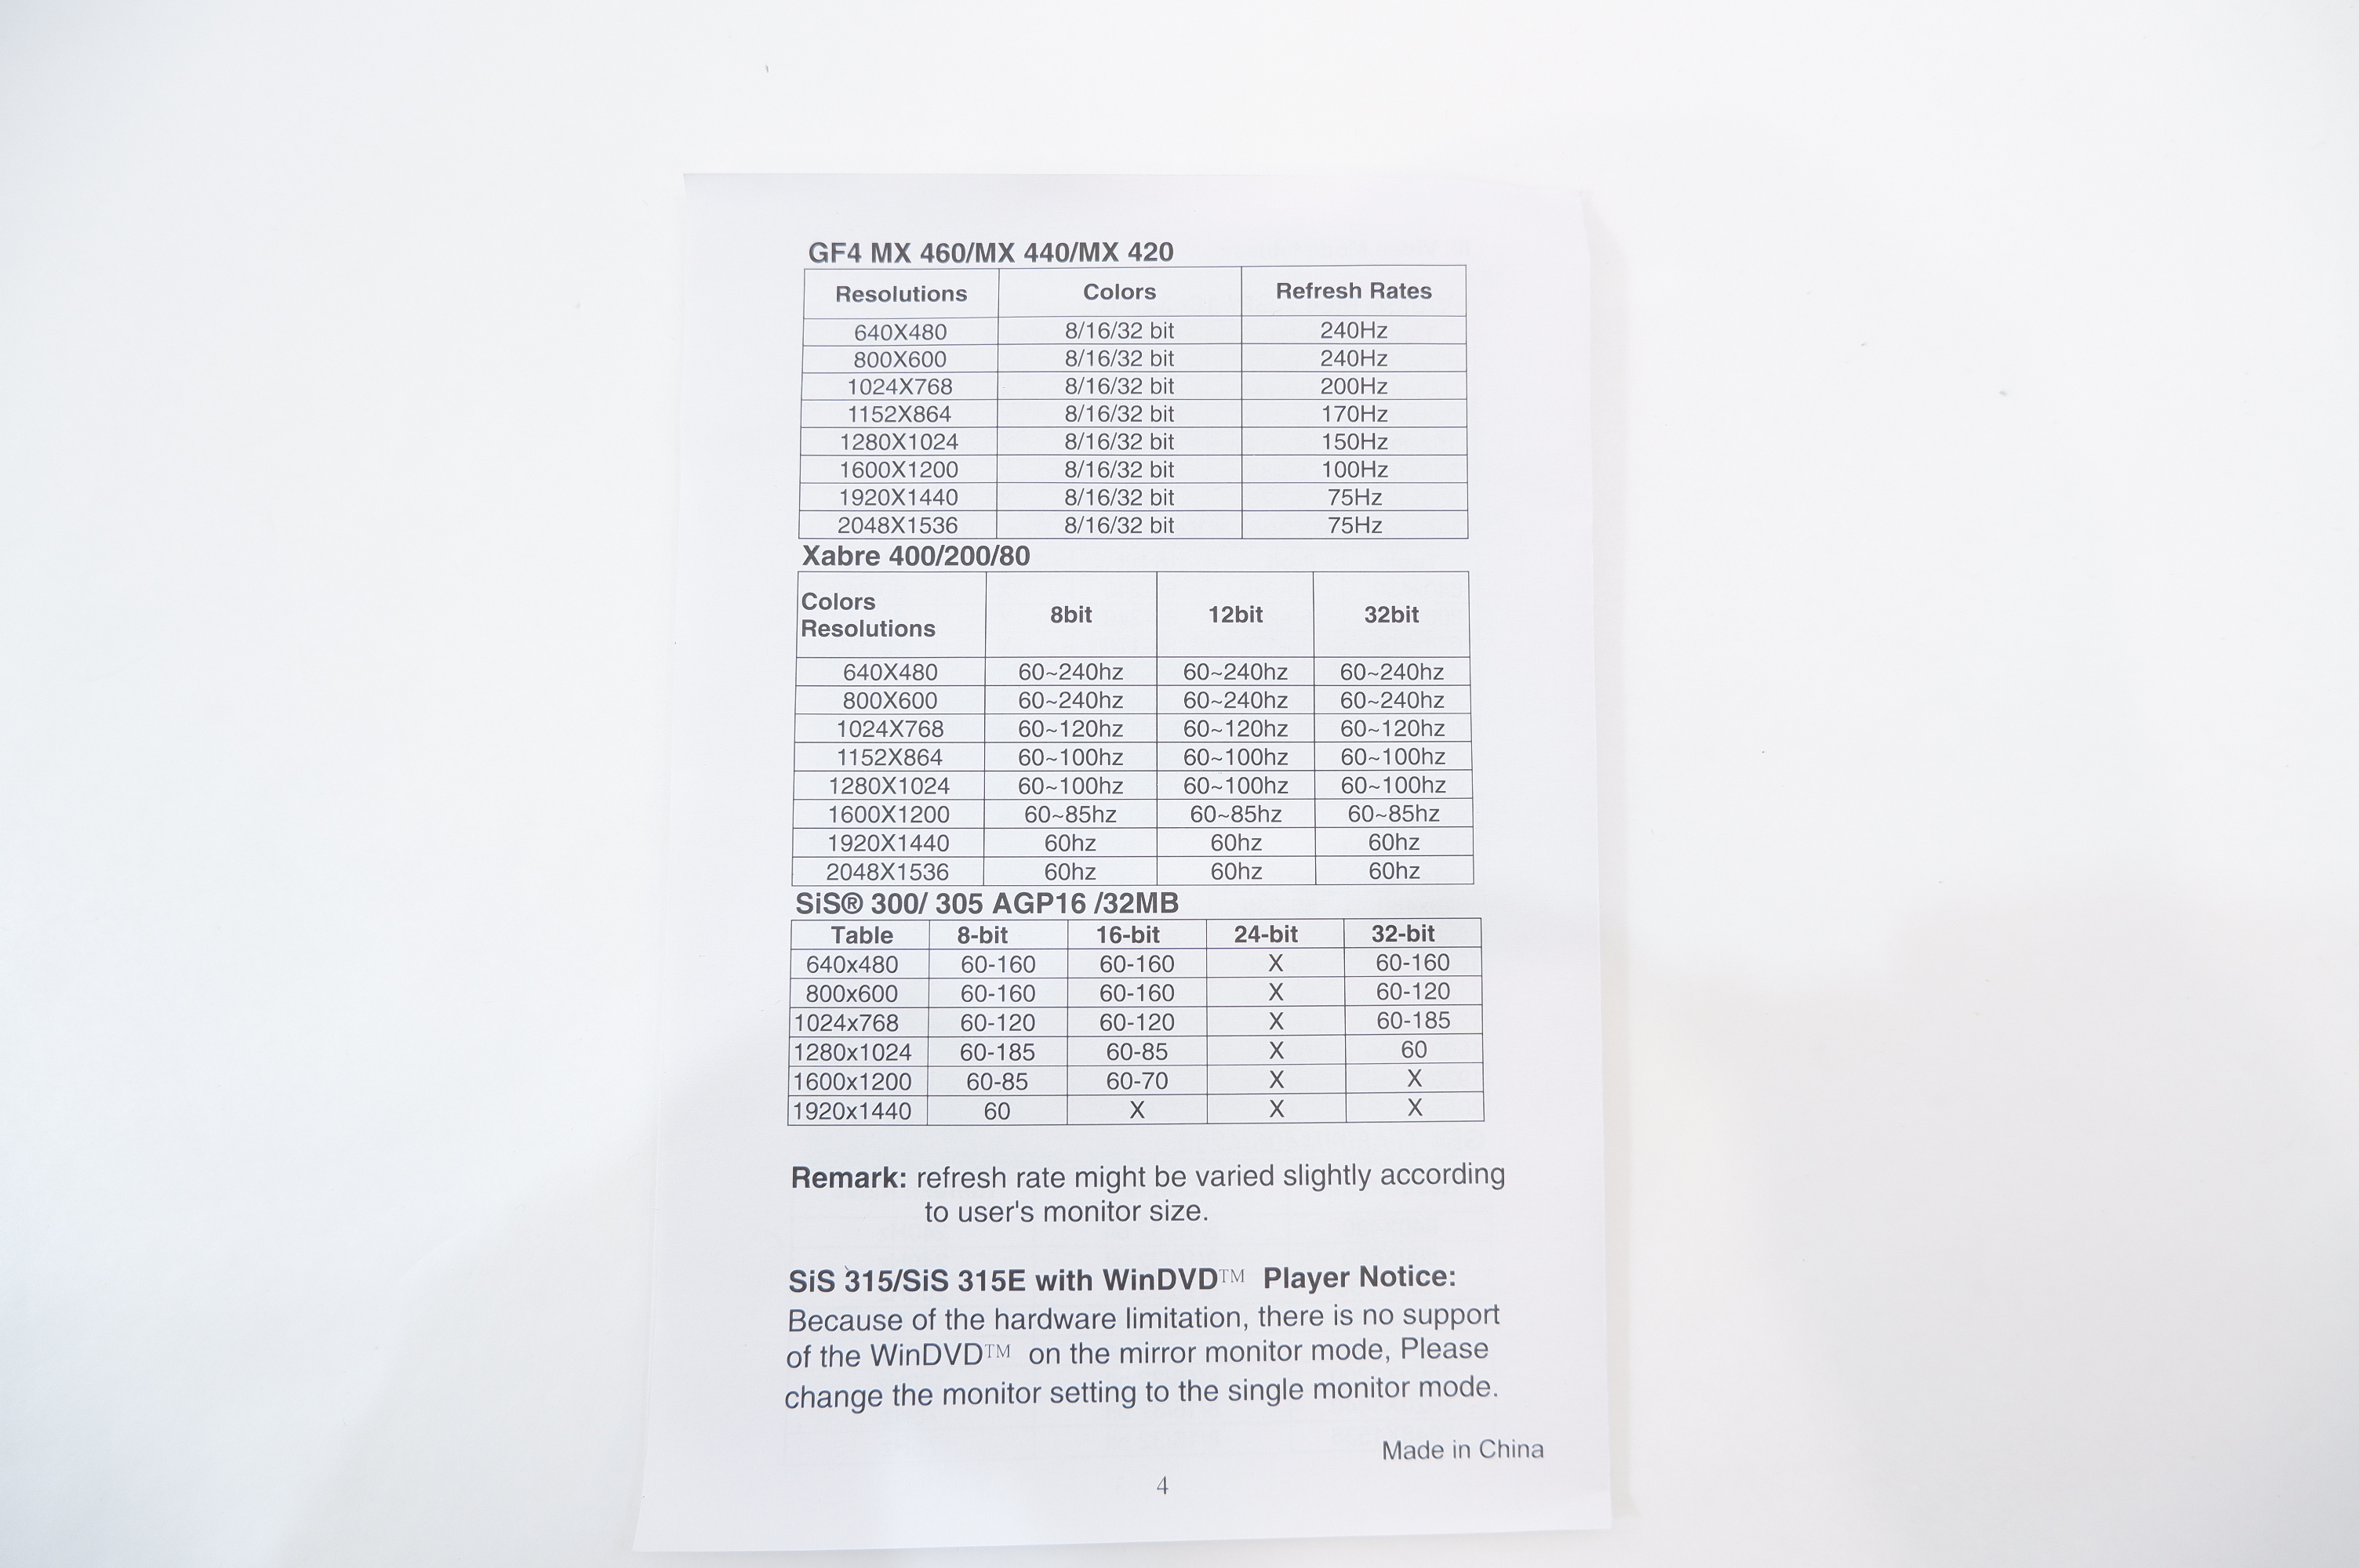 GF4 MX 460/MX 440/MX 420
Resolutions Colors Refresh Rates
640X480 8/16/32 bit 240Hz
800X600 8/16/32 bit 240Hz
1024X768 8/16/32 bit 200Hz
1152X864 8/16/32 bit 170Hz
1280X1024 8/16/32 bit 150Hz
1600X1200 8/16/32 bit 100Hz
1920X1440 8/16/32 bit 75Hz
2048X1536 8/16/32 bit 75Hz
Xabre 400/200/80
Colors
Resolutions 8bit 12bit 32bit
640X480 60~240hz 60~240hz 60~240hz
800X600 60~240hz 60~240hz 60~240hz
1024X768 60~120hz 60~120hz 60~120hz
1152X864 60~100hz 60~100hz 60~100hz
1280X1024 60~100hz 60~100hz 60~100hz
1600X1200 60~85hz 60~85hz 60~85hz
1920X1440 60hz 60hz 60hz
2048X1536 60hz 60hz 60hz
SiS® 300/ 305 AGP16 /32MB
Table 8-bit 16-bit 24-bit 32-bit
640x480 60-160 60-160 X 60-160
800x600 60-160 60-160 X 60-120
1024x768 60-120 60-120 X 60-185
1280x1024 60-185 60-85 X 60
1600x1200 60-85 60-70 X X
1920x1440 60 X X X
Remark: refresh rate might be varied slightly according
to user's monitor size.
SiS 315/SiS 315E with WinDVD™ Player Notice:
Because of the hardware limitation, there is no support
of the WinDVD™ on the mirror monitor mode, Please
change the monitor setting to the single monitor mode.
Made in China
4